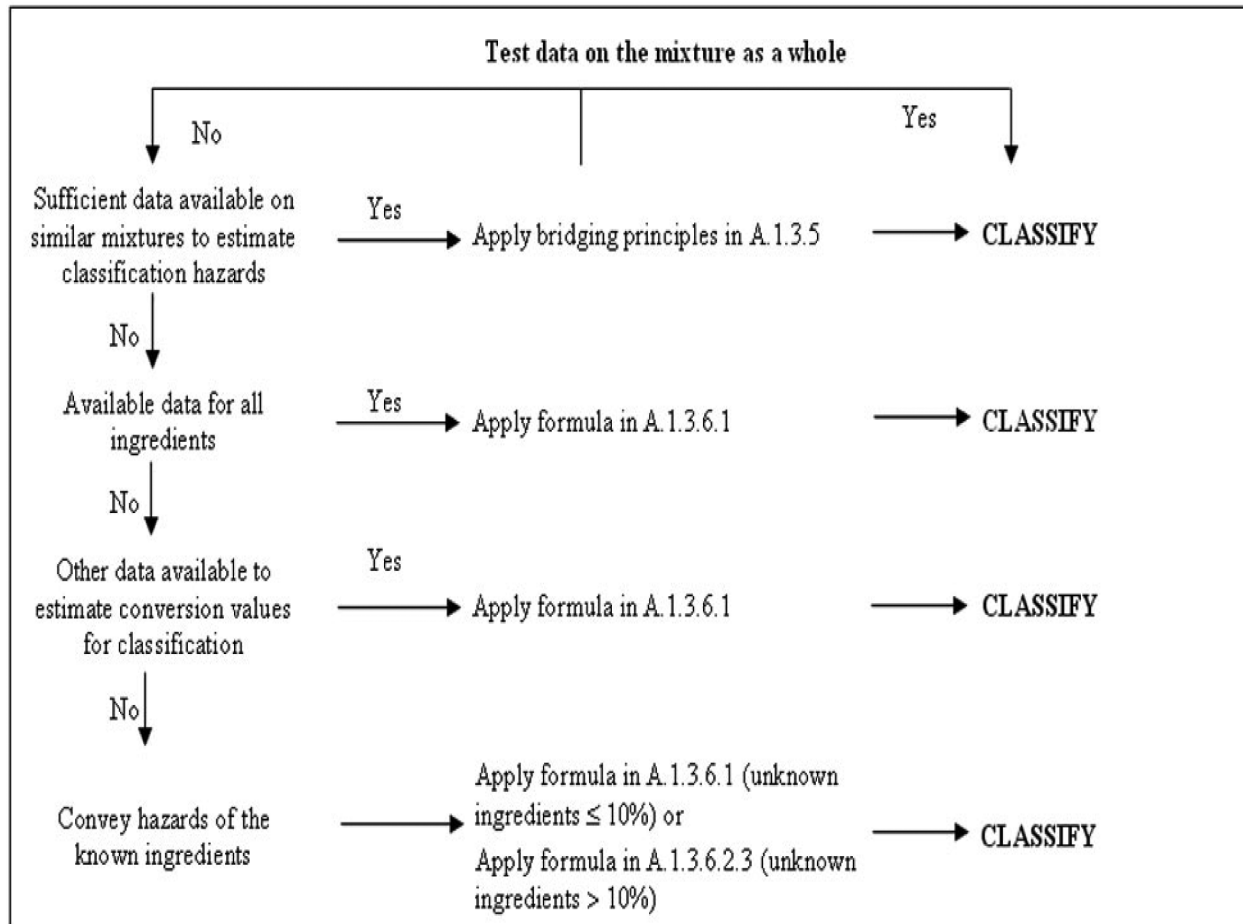 Test data on the mixture as a whole
No
Yes
Sufficient data available on
similar mixtures to estimate
classification hazards
Yes
Apply bridging principles in A.1.3.5
CLASSIFY
No
Available data for all
ingredients
Yes
Apply formula in A.1.3.6.1
CLASSIFY
No
Other data available to
estimate conversion values
for classification
Yes
Apply formula in A.1.3.6.1
CLASSIFY
No
Convey hazards of the
known ingredients
Apply formula in A.1.3.6.1 (unknown
ingredients ≤ 10%) or
Apply formula in A.1.3.6.2.3 (unknown
ingredients > 10%)
CLASSIFY